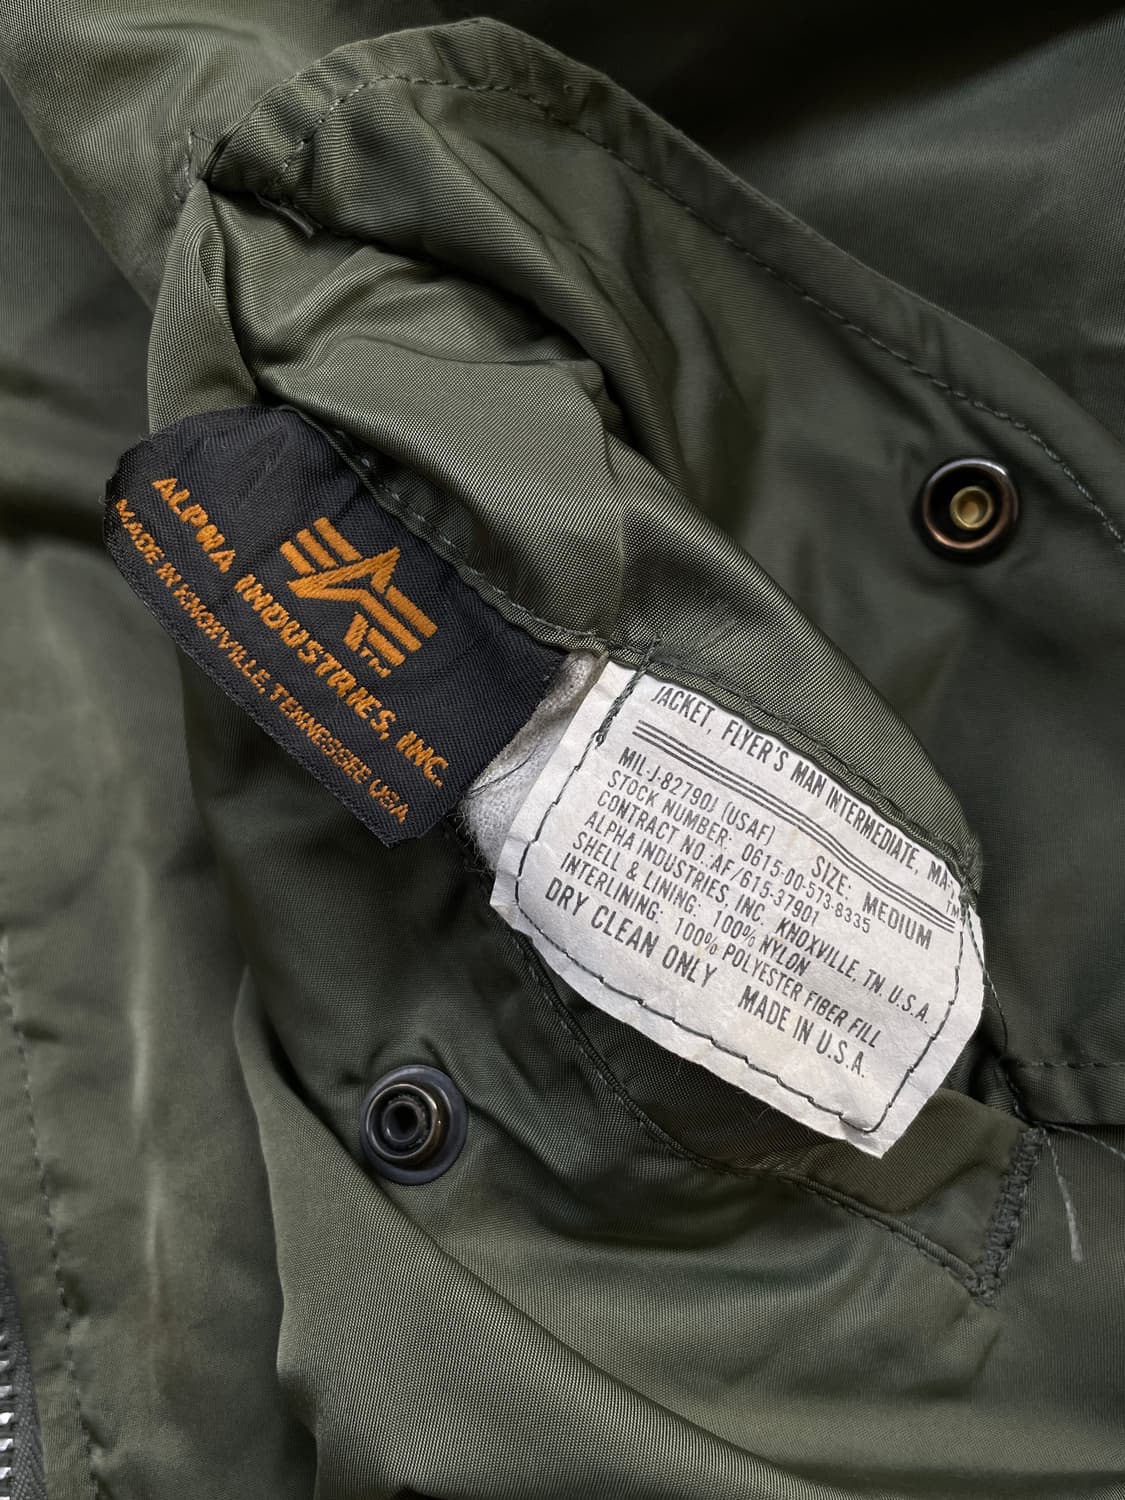 ALPHA INDUSTRIES, INC.
MADE IN KNOXVILLE, TENNESSEE USA
TM
JACKET, FLYER'S MAN INTERMEDIATE, MA-1
TM
MIL-J-82790J (USAF) SIZE: MEDIUM
STOCK NUMBER: 0615-00-573-8335
CONTRACT NO.:AF/615-37901
ALPHA INDUSTRIES, INC. KNOXVILLE, TN. U.S.A.
SHELL & LINING: 100% NYLON
INTERLINING: 100% POLYESTER FIBER FILL
DRY CLEAN ONLY MADE IN U.S.A.